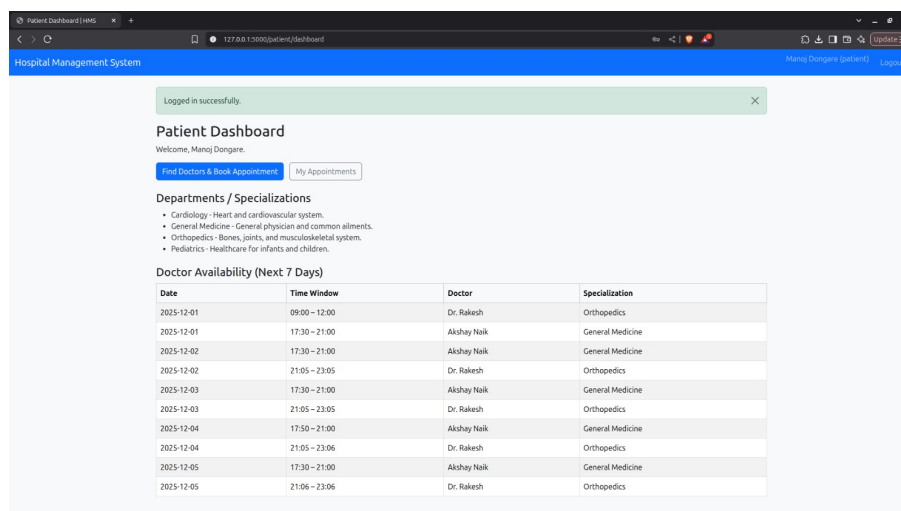 Patient Dashboard | HMS
127.0.0.1:5000/patient/dashboard
Update
Hospital Management System
Manoj Dongare (patient)
Logou
Logged in successfully.
Patient Dashboard
Welcome, Manoj Dongare.
Find Doctors & Book Appointment My Appointments
Departments / Specializations
• Cardiology - Heart and cardiovascular system.
• General Medicine - General physician and common ailments.
• Orthopedics - Bones, joints, and musculoskeletal system.
• Pediatrics - Healthcare for infants and children.
Doctor Availability (Next 7 Days)
Date Time Window Doctor Specialization
2025-12-01 09:00 – 12:00 Dr. Rakesh Orthopedics
2025-12-01 17:30 – 21:00 Akshay Naik General Medicine
2025-12-02 17:30 – 21:00 Akshay Naik General Medicine
2025-12-02 21:05 – 23:05 Dr. Rakesh Orthopedics
2025-12-03 17:30 – 21:00 Akshay Naik General Medicine
2025-12-03 21:05 – 23:05 Dr. Rakesh Orthopedics
2025-12-04 17:50 – 21:00 Akshay Naik General Medicine
2025-12-04 21:05 – 23:06 Dr. Rakesh Orthopedics
2025-12-05 17:30 – 21:00 Akshay Naik General Medicine
2025-12-05 21:06 – 23:06 Dr. Rakesh Orthopedics